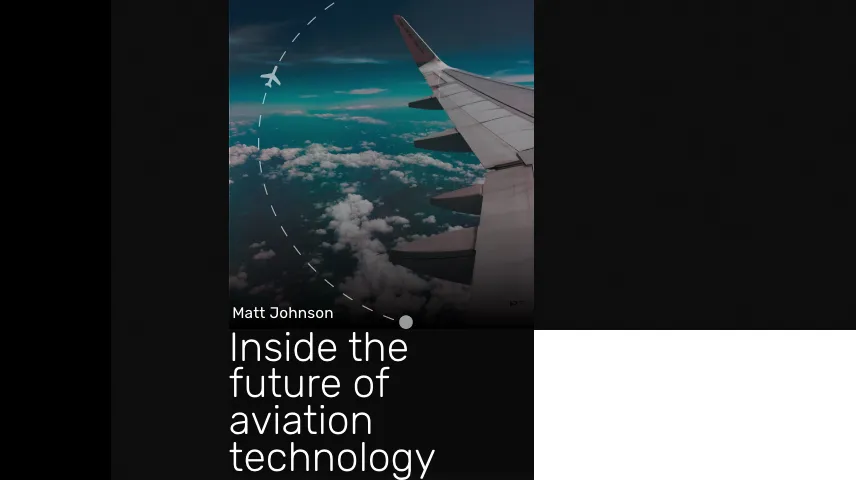 Matt Johnson
Inside the
future of
aviation
technology